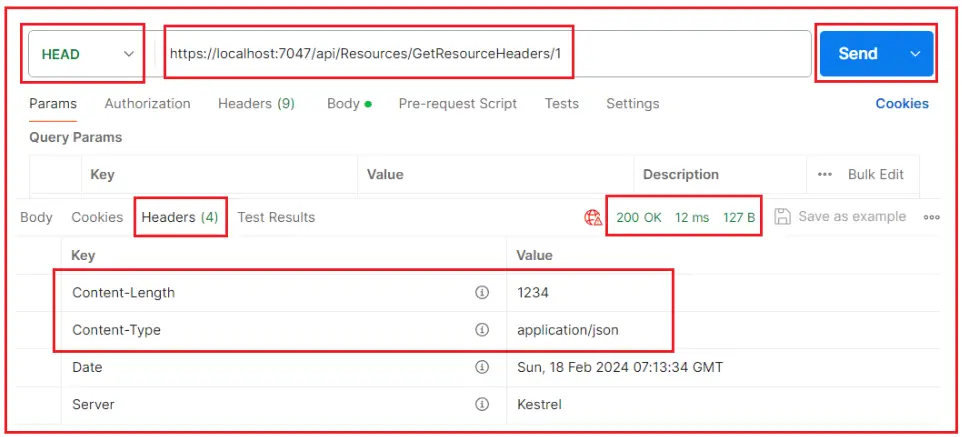 HEAD https://localhost:7047/api/Resources/GetResourceHeaders/1 Send
Params Authorization Headers (9) Body Pre-request Script Tests Settings Cookies
Query Params
Key Value Description ••• Bulk Edit
Body Cookies Headers (4) Test Results 200 OK 12 ms 127 B Save as example
Key Value
Content-Length 1234
Content-Type application/json
Date Sun, 18 Feb 2024 07:13:34 GMT
Server Kestrel